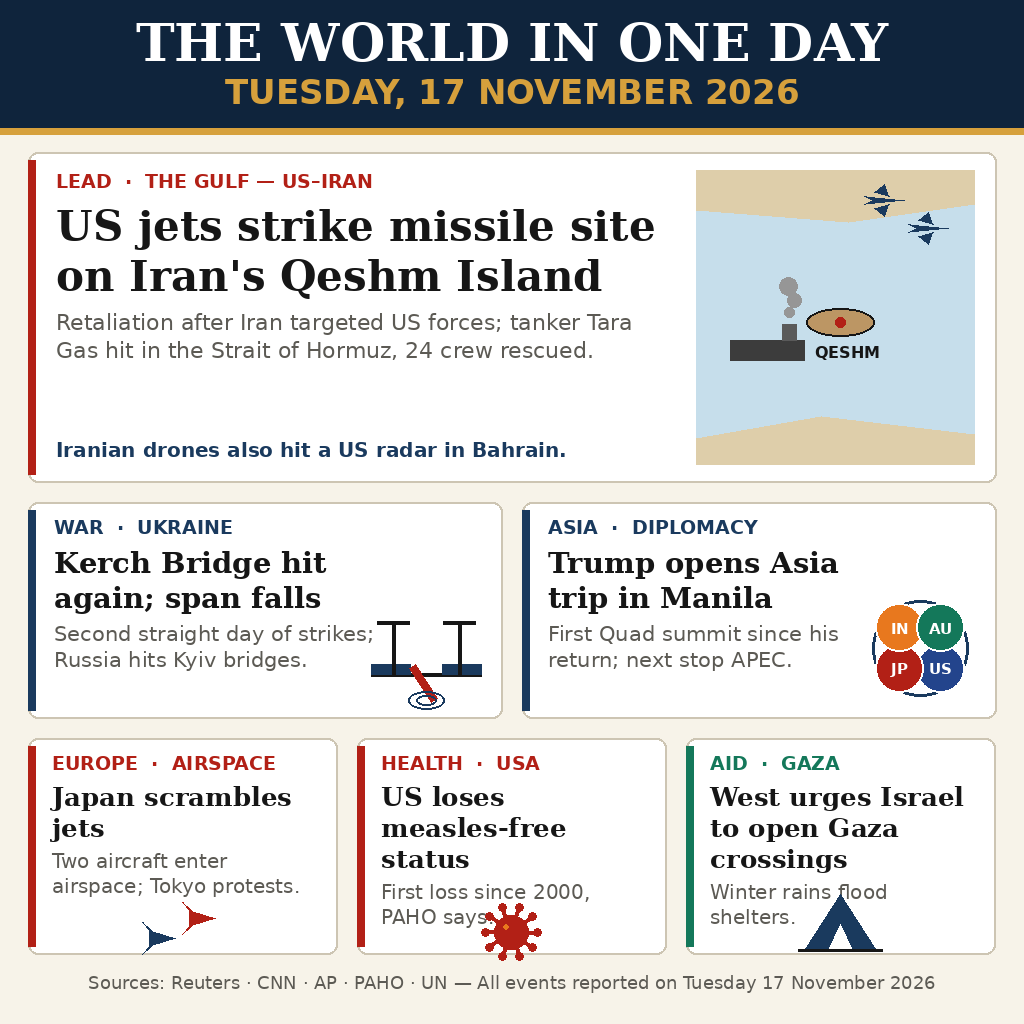 THE WORLD IN ONE DAY
TUESDAY, 17 NOVEMBER 2026
LEAD · THE GULF — US–IRAN
US jets strike missile site
on Iran's Qeshm Island
Retaliation after Iran targeted US forces; tanker Tara
Gas hit in the Strait of Hormuz, 24 crew rescued.
Iranian drones also hit a US radar in Bahrain.
QESHM
WAR · UKRAINE
Kerch Bridge hit
again; span falls
Second straight day of strikes;
Russia hits Kyiv bridges.
ASIA · DIPLOMACY
Trump opens Asia
trip in Manila
First Quad summit since his
return; next stop APEC.
IN AU
JP US
EUROPE · AIRSPACE
Japan scrambles
jets
Two aircraft enter
airspace; Tokyo protests.
HEALTH · USA
US loses
measles-free
status
First loss since 2000,
PAHO says.
AID · GAZA
West urges Israel
to open Gaza
crossings
Winter rains flood
shelters.
Sources: Reuters · CNN · AP · PAHO · UN — All events reported on Tuesday 17 November 2026